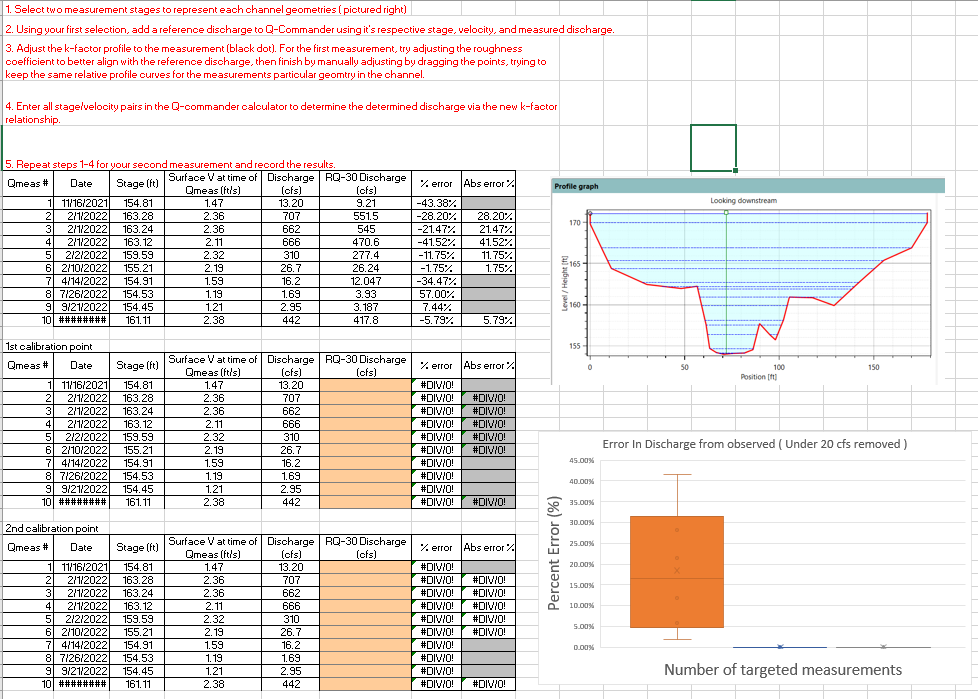 1. Select two measurement stages to represent each channel geometries ( pictured right)
2. Using your first selection, add a reference discharge to Q-Commander using it's respective stage, velocity, and measured discharge.
3. Adjust the k-factor profile to the measurement (black dot). For the first measurement, try adjusting the roughness
coefficient to better align with the reference discharge, then finish by manually adjusting by dragging the points, trying to
keep the same relative profile curves for the measurements particular geomtry in the channel.
4. Enter all stage/velocity pairs in the Q-commander calculator to determine the determined discharge via the new k-factor
relationship.
5. Repeat steps 1-4 for your second measurement and record the results.
Qmeas # Date Stage (ft) Surface V at time of Qmeas (ft/s) Discharge (cfs) RQ-30 Discharge (cfs) % error Abs error %
1 11/16/2021 154.81 1.47 13.20 9.21 -43.38%
2 2/1/2022 163.28 2.36 707 551.5 -28.20% 28.20%
3 2/1/2022 163.24 2.36 662 545 -21.47% 21.47%
4 2/1/2022 163.12 2.11 666 470.6 -41.52% 41.52%
5 2/2/2022 159.59 2.32 310 277.4 -11.75% 11.75%
6 2/10/2022 155.21 2.19 26.7 26.24 -1.75% 1.75%
7 4/14/2022 154.91 1.59 16.2 12.047 -34.47%
8 7/26/2022 154.53 1.19 1.69 3.93 57.00%
9 9/21/2022 154.45 1.21 2.95 3.187 7.44%
10 ######## 161.11 2.38 442 417.8 -5.79% 5.79%
1st calibration point
Qmeas # Date Stage (ft) Surface V at time of Qmeas (ft/s) Discharge (cfs) RQ-30 Discharge (cfs) % error Abs error %
1 11/16/2021 154.81 1.47 13.20 #DIV/0!
2 2/1/2022 163.28 2.36 707 #DIV/0! #DIV/0!
3 2/1/2022 163.24 2.36 662 #DIV/0! #DIV/0!
4 2/1/2022 163.12 2.11 666 #DIV/0! #DIV/0!
5 2/2/2022 159.59 2.32 310 #DIV/0! #DIV/0!
6 2/10/2022 155.21 2.19 26.7 #DIV/0! #DIV/0!
7 4/14/2022 154.91 1.59 16.2 #DIV/0!
8 7/26/2022 154.53 1.19 1.69 #DIV/0!
9 9/21/2022 154.45 1.21 2.95 #DIV/0!
10 ######## 161.11 2.38 442 #DIV/0! #DIV/0!
2nd calibration point
Qmeas # Date Stage (ft) Surface V at time of Qmeas (ft/s) Discharge (cfs) RQ-30 Discharge (cfs) % error Abs error %
1 11/16/2021 154.81 1.47 13.20 #DIV/0!
2 2/1/2022 163.28 2.36 707 #DIV/0! #DIV/0!
3 2/1/2022 163.24 2.36 662 #DIV/0! #DIV/0!
4 2/1/2022 163.12 2.11 666 #DIV/0! #DIV/0!
5 2/2/2022 159.59 2.32 310 #DIV/0! #DIV/0!
6 2/10/2022 155.21 2.19 26.7 #DIV/0! #DIV/0!
7 4/14/2022 154.91 1.59 16.2 #DIV/0!
8 7/26/2022 154.53 1.19 1.69 #DIV/0!
9 9/21/2022 154.45 1.21 2.95 #DIV/0!
10 ######## 161.11 2.38 442 #DIV/0! #DIV/0!
Profile graph
Looking downstream
Level / Height [ft]
170
165
160
155
0 50 100 150
Position [ft]
Error In Discharge from observed ( Under 20 cfs removed )
Percent Error (%)
45.00%
40.00%
35.00%
30.00%
25.00%
20.00%
15.00%
10.00%
5.00%
0.00%
Number of targeted measurements